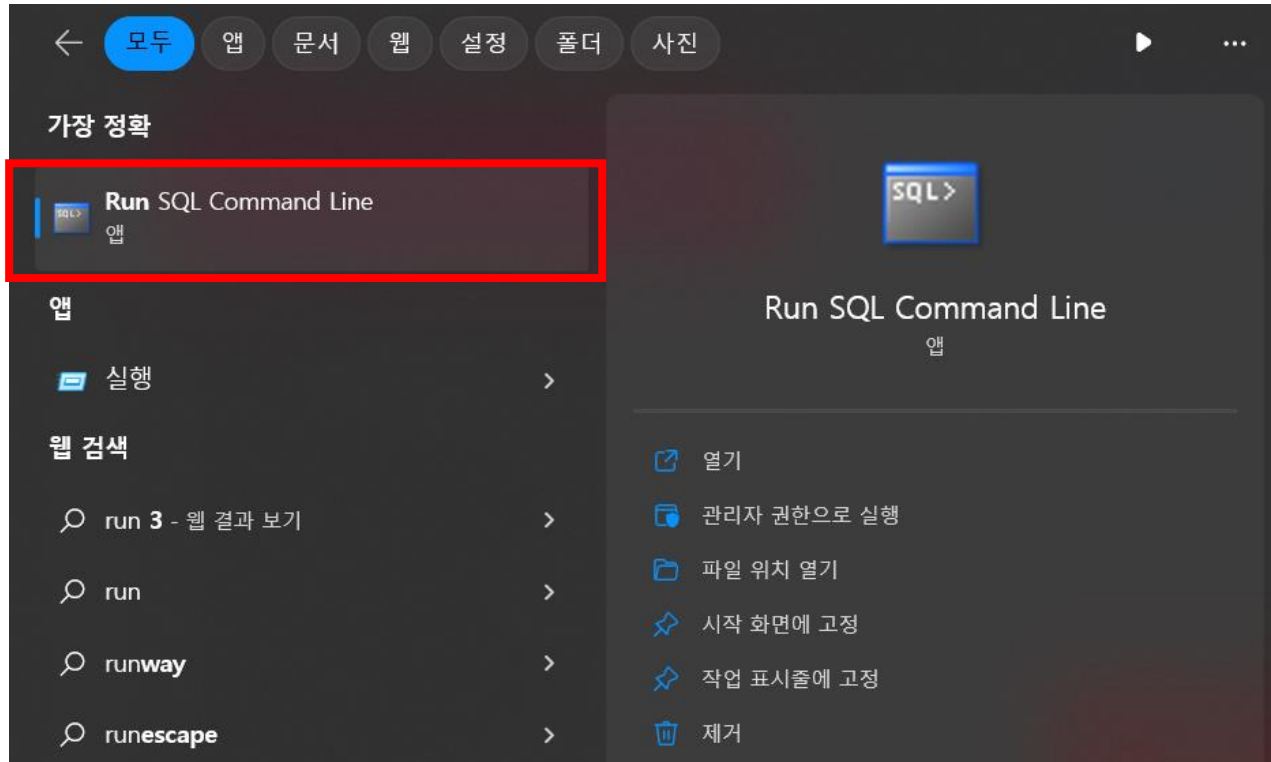 모두 앱 문서 웹 설정 폴더 사진
가장 정확
Run SQL Command Line
앱
앱
실행
웹 검색
run 3 - 웹 결과 보기
run
runway
runescape
SQL>
Run SQL Command Line
앱
열기
관리자 권한으로 실행
파일 위치 열기
시작 화면에 고정
작업 표시줄에 고정
제거